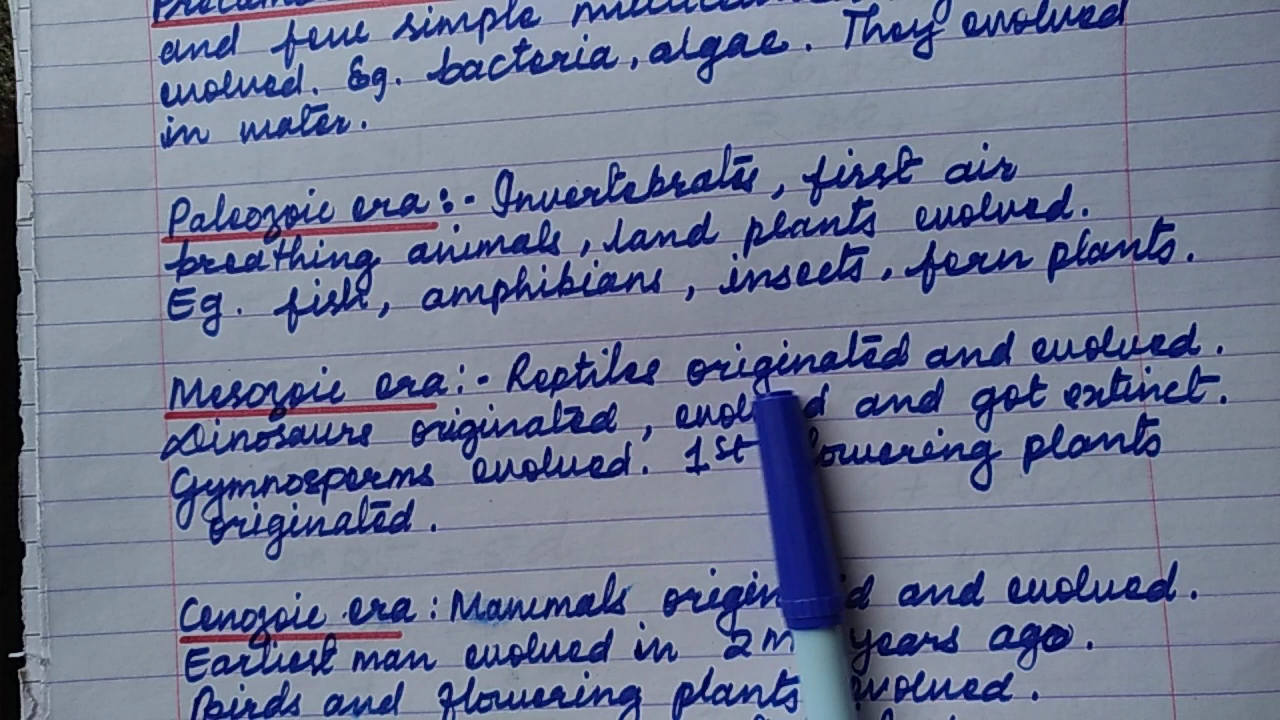 and few simple
evolved. Eg. bacteria, algae. They evolved
in water.
Paleozoic era:- Invertebrates, first air
breathing animals, land plants evolved.
Eg. fish, amphibians, insects, fern plants.
Mesozoic era:- Reptiles originated and evolved.
Dinosaurs originated, evolved and got extinct.
Gymnosperms evolved. 1st flowering plants
originated.
Cenozoic era: Mammals originated and evolved.
Earliest man evolved in 2m years ago.
Birds and flowering plants evolved.